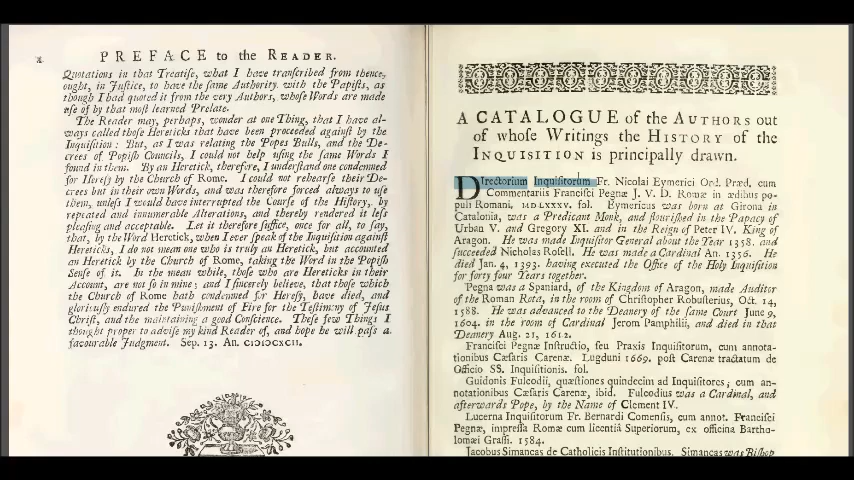 PREFACE to the READER.
Quotations in that Treatise, what I have transcribed from thence,
ought, in Justice, to have the same Authority with the Papists, as
though I had quoted it from the very Authors, whose Words are made
use of by that most learned Prelate.
The Reader may, perhaps, wonder at one Thing, that I have al-
ways called those Hereticks that have been proceeded against by the
Inquisition: But, as I was relating the Popes Bulls, and the De-
crees of Popish Councils, I could not help using the same Words I
found in them. By an Heretick, therefore, I understand one condemned
for Heresy by the Church of Rome. I could not rehearse their De-
crees but in their own Words, and was therefore forced always to use
them, unless I would have interrupted the Course of the History, by
repeated and innumerable Alterations, and thereby rendered it less
pleasing and acceptable. Let it therefore suffice, once for all, to say,
that, by the Word Heretick, when I ever speak of the Inquisition against
Hereticks, I do not mean one who is truly an Heretick, but accounted
an Heretick by the Church of Rome, taking the Word in the Popish
Sense of it. In the mean while, those who are Hereticks in their
Account, are not so in mine; and I sincerely believe, that those which
the Church of Rome hath condemned for Heresy, have died, and
gloriously endured the Punishment of Fire for the Testimony of Jesus
Christ, and the maintaining a good Conscience. These few Things I
thought proper to advise my kind Reader of, and hope he will pass a
favourable Judgment. Sep. 13. An. CIƆIƆCXCII.
A CATALOGUE of the AUTHORS out
of whose Writings the HISTORY of the
INQUISITION is principally drawn.
Directorium Inquisitorum Fr. Nicolai Eymerici Ord. Præd. cum
Commentariis Francisci Pegnæ J. V. D. Romæ in ædibus po-
puli Romani, MDLXXXV. fol. Eymericus was born at Girona in
Catalonia, was a Predicant Monk, and flourished in the Papacy of
Urban V. and Gregory XI. and in the Reign of Peter IV. King of
Aragon. He was made Inquisitor General about the Year 1358. and
succeeded Nicholas Rosell. He was made a Cardinal An. 1356. He
died Jan. 4, 1393. having executed the Office of the Holy Inquisition
for forty four Years together.
Pegna was a Spaniard, of the Kingdom of Aragon, made Auditor
of the Roman Rota, in the room of Christopher Robusterius, Oct. 14,
1588. He was advanced to the Deanery of the same Court June 9,
1604. in the room of Cardinal Jerom Pamphilii, and died in that
Deanery Aug. 21, 1612.
Francisci Pegnæ Instructio, seu Praxis Inquisitorum, cum annota-
tionibus Cæsaris Carenæ. Lugduni 1669. post Carenæ tractatum de
Officio SS. Inquisitionis. fol.
Guidonis Fulcodii, quæstiones quindecim ad Inquisitores; cum an-
notationibus Cæsaris Carenæ, ibid. Fulcodius was a Cardinal, and
afterwards Pope, by the Name of Clement IV.
Lucerna Inquisitorum Fr. Bernardi Comensis, cum annot. Francisci
Pegnæ, impressa Romæ cum licentiâ Superiorum, ex officina Bartho-
lomæi Grassi. 1584.
Jacobus Simancas de Catholicis Institutionibus. Simancas was Bishop